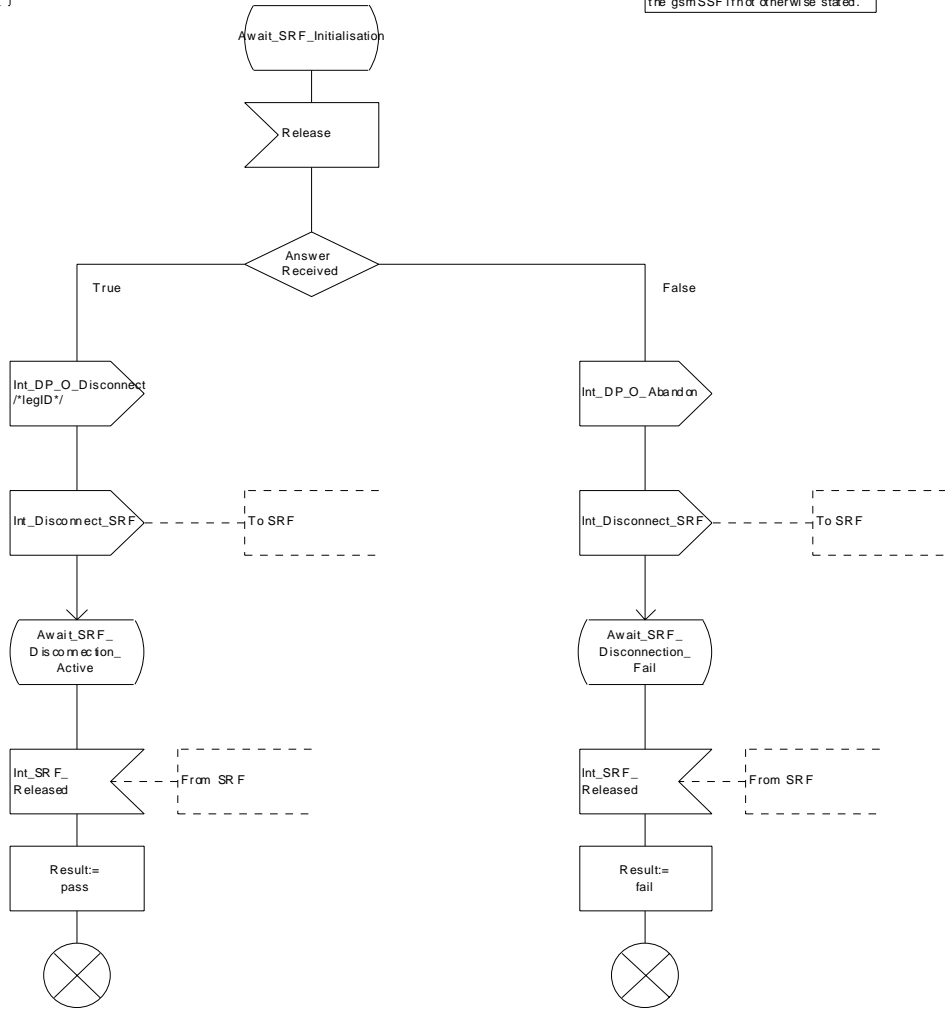 the gsmSSF if not otherwise stated.
Await_SRF_Initialisation
Release
Answer
Received
True
False
Int_DP_O_Disconnect
/*legID*/
Int_DP_O_Abandon
Int_Disconnect_SRF
To SRF
Int_Disconnect_SRF
To SRF
Await_SRF_
Disconnection_
Active
Await_SRF_
Disconnection_
Fail
Int_SRF_
Released
From SRF
Int_SRF_
Released
From SRF
Result:=
pass
Result:=
fail